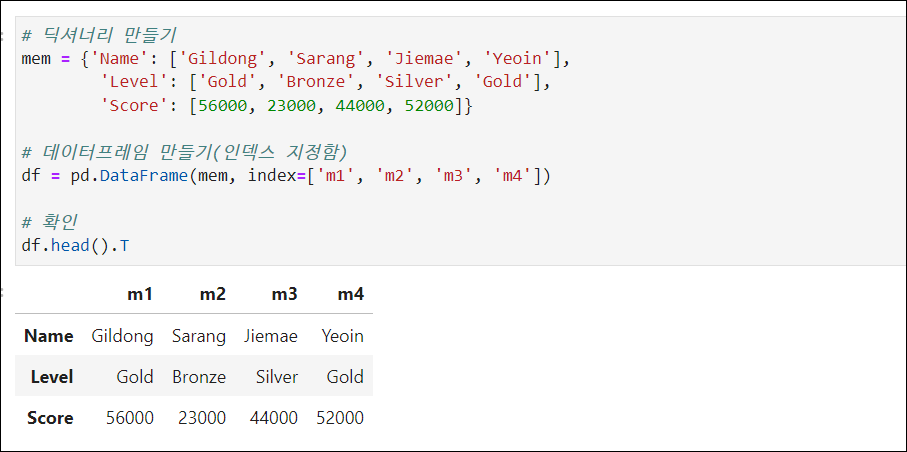 # 딕셔너리 만들기
mem = {'Name': ['Gildong', 'Sarang', 'Jiemae', 'Yeoin'],
'Level': ['Gold', 'Bronze', 'Silver', 'Gold'],
'Score': [56000, 23000, 44000, 52000]}
# 데이터프레임 만들기(인덱스 지정함)
df = pd.DataFrame(mem, index=['m1', 'm2', 'm3', 'm4'])
# 확인
df.head().T
m1 m2 m3 m4
Name Gildong Sarang Jiemae Yeoin
Level Gold Bronze Silver Gold
Score 56000 23000 44000 52000